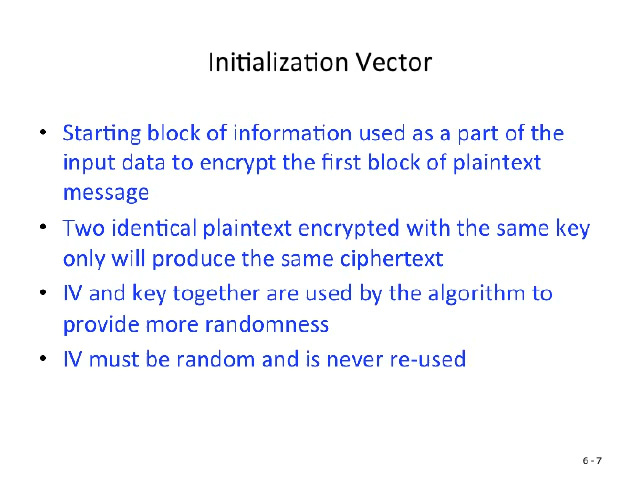 Initialization Vector
• Starting block of information used as a part of the
input data to encrypt the first block of plaintext
message
• Two identical plaintext encrypted with the same key
only will produce the same ciphertext
• IV and key together are used by the algorithm to
provide more randomness
• IV must be random and is never re-used
6 - 7